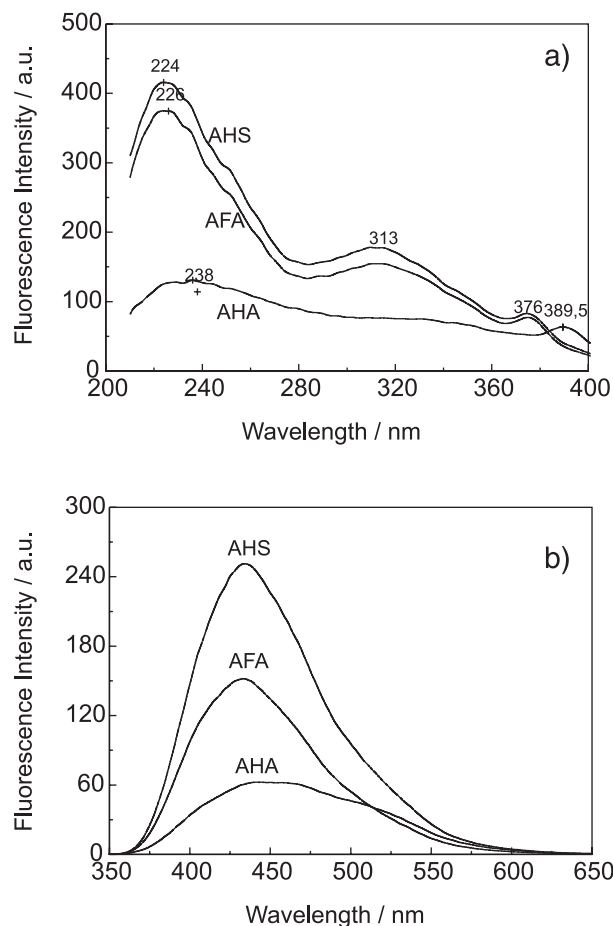 a)
500
400
300
200
100
0
Fluorescence Intensity / a.u.
224
226
AHS
AFA
238
AHA
313
376
389,5
200
240
280
320
360
400
Wavelength / nm
b)
300
240
180
120
60
0
Fluorescence Intensity / a.u.
AHS
AFA
AHA
350
400
450
500
550
600
650
Wavelength / nm